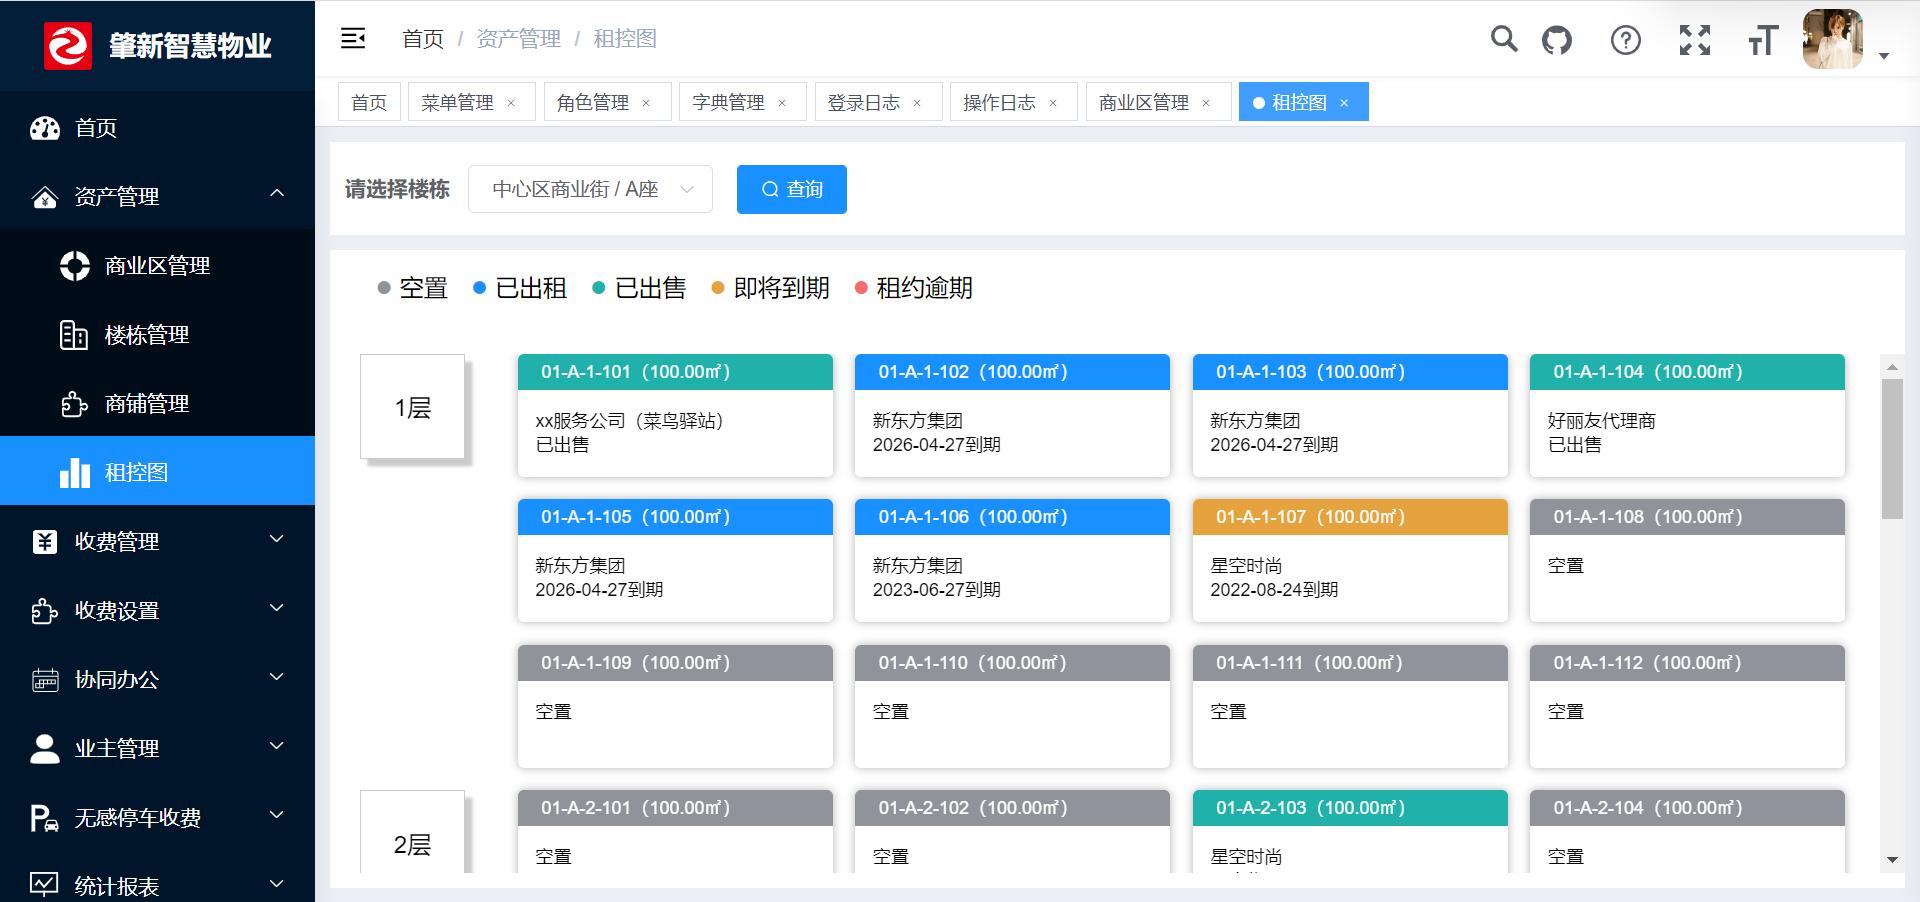 肇新智慧物业
首页 / 资产管理 / 租控图
首页
菜单管理 ×
角色管理 ×
字典管理 ×
登录日志 ×
操作日志 ×
商业区管理 ×
租控图 ×
首页
资产管理
商业区管理
楼栋管理
商铺管理
租控图
收费管理
收费设置
协同办公
业主管理
无感停车收费
统计报表
请选择楼栋 中心区商业街 / A座 查询
空置 已出租 已出售 即将到期 租约逾期
1层
01-A-1-101（100.00㎡）
xx服务公司（菜鸟驿站）
已出售
01-A-1-102（100.00㎡）
新东方集团
2026-04-27到期
01-A-1-103（100.00㎡）
新东方集团
2026-04-27到期
01-A-1-104（100.00㎡）
好丽友代理商
已出售
01-A-1-105（100.00㎡）
新东方集团
2026-04-27到期
01-A-1-106（100.00㎡）
新东方集团
2023-06-27到期
01-A-1-107（100.00㎡）
星空时尚
2022-08-24到期
01-A-1-108（100.00㎡）
空置
01-A-1-109（100.00㎡）
空置
01-A-1-110（100.00㎡）
空置
01-A-1-111（100.00㎡）
空置
01-A-1-112（100.00㎡）
空置
2层
01-A-2-101（100.00㎡）
空置
01-A-2-102（100.00㎡）
空置
01-A-2-103（100.00㎡）
星空时尚
01-A-2-104（100.00㎡）
空置